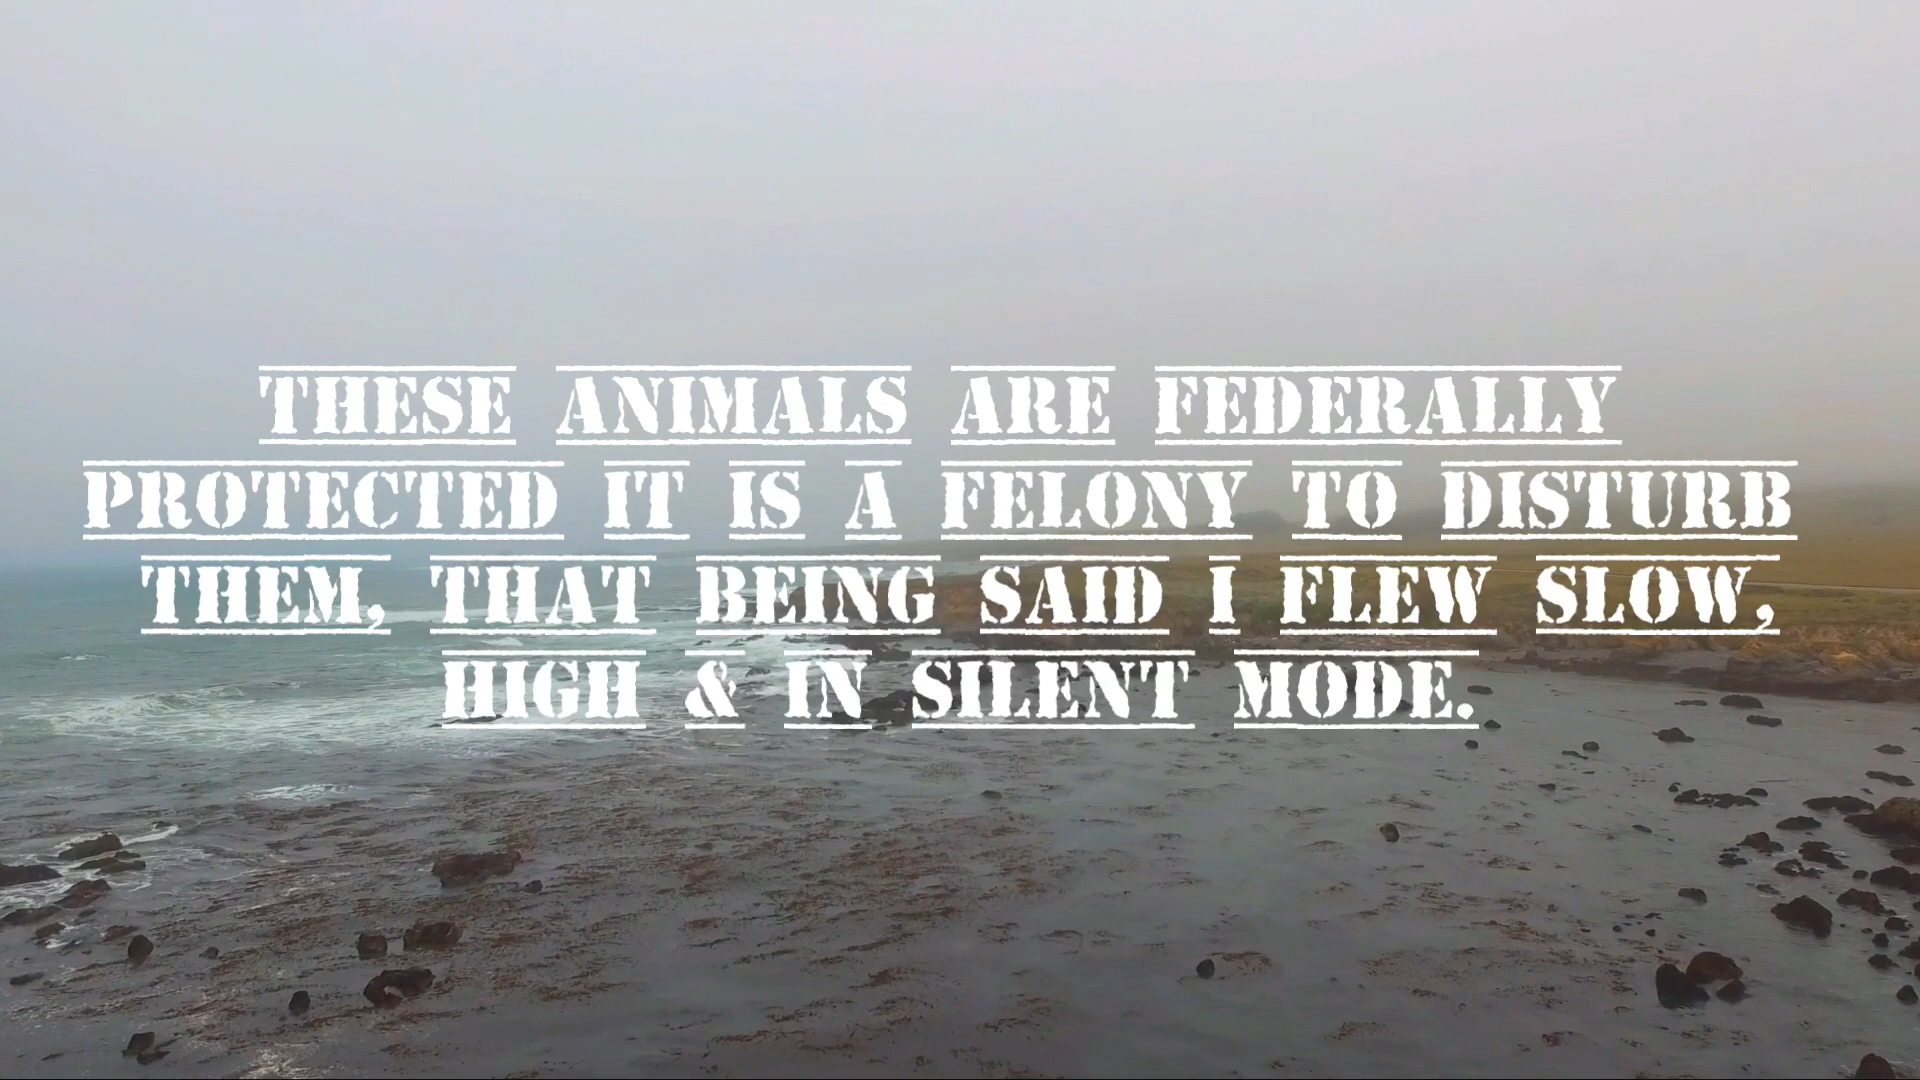 THESE ANIMALS ARE FEDERALLY
PROTECTED IT IS A FELONY TO DISTURB
THEM, THAT BEING SAID I FLEW SLOW,
HIGH & IN SILENT MODE.